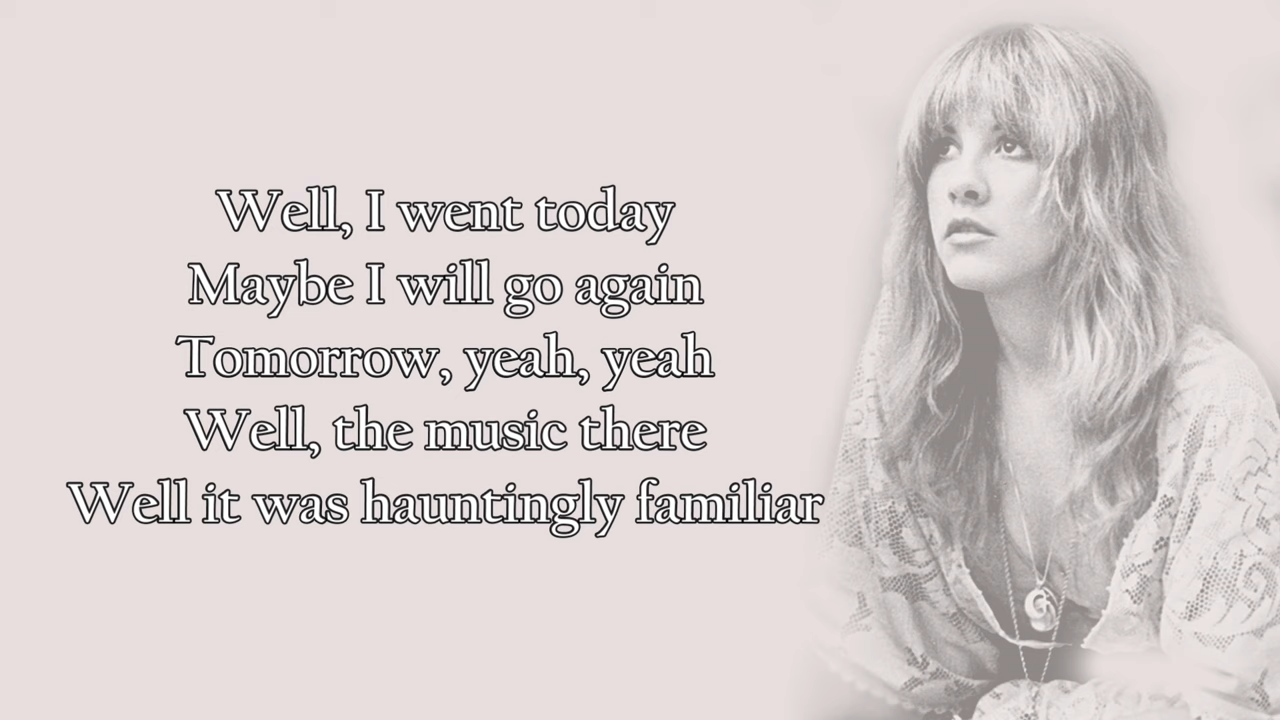 Well, I went today
Maybe I will go again
Tomorrow, yeah, yeah
Well, the music there
Well it was hauntingly familiar